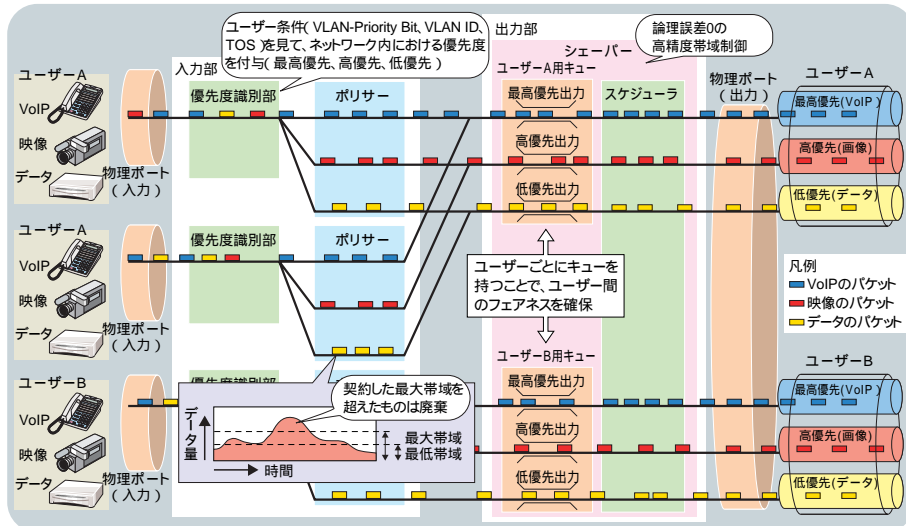 ユーザー条件(VLAN-Priority Bit、VLAN ID、
TOS)を見て、ネットワーク内における優先度
を付与(最高優先、高優先、低優先)
出力部
シェーパー
論理誤差0の
高精度帯域制御
入力部
ユーザーA用キュー
ユーザーA
VoIP
映像
データ
物理ポート
(入力)
優先度識別部
ポリサー
最高優先出力
高優先出力
低優先出力
スケジューラ
物理ポート
(出力)
ユーザーA
最高優先(VoIP)
高優先(画像)
低優先(データ)
ユーザーA
VoIP
映像
データ
物理ポート
(入力)
優先度識別部
ポリサー
ユーザーごとにキューを
持つことで、ユーザー間
のフェアネスを確保
凡例
VoIPのパケット
映像のパケット
データのパケット
ユーザーB
VoIP
映像
データ
物理ポート
(入力)
契約した最大帯域を
超えたものは廃棄
データ量
最大帯域
最低帯域
時間
ユーザーB用キュー
最高優先出力
高優先出力
低優先出力
ユーザーB
最高優先(VoIP)
高優先(画像)
低優先(データ)